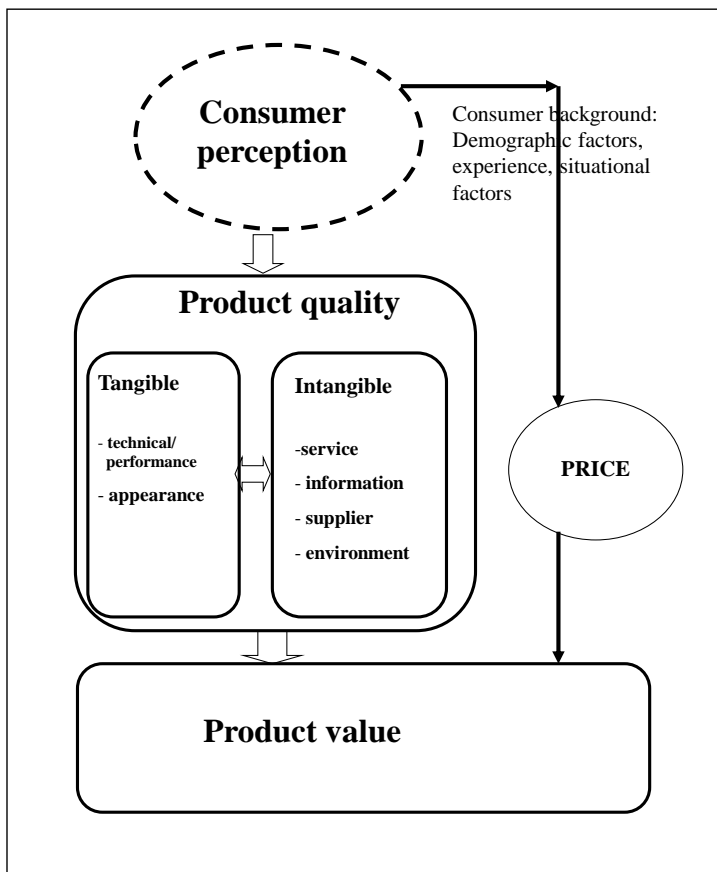 Consumer
perception
Consumer background:
Demographic factors,
experience, situational
factors
Product quality
Tangible
- technical/
performance
- appearance
Intangible
-service
- information
- supplier
- environment
PRICE
Product value